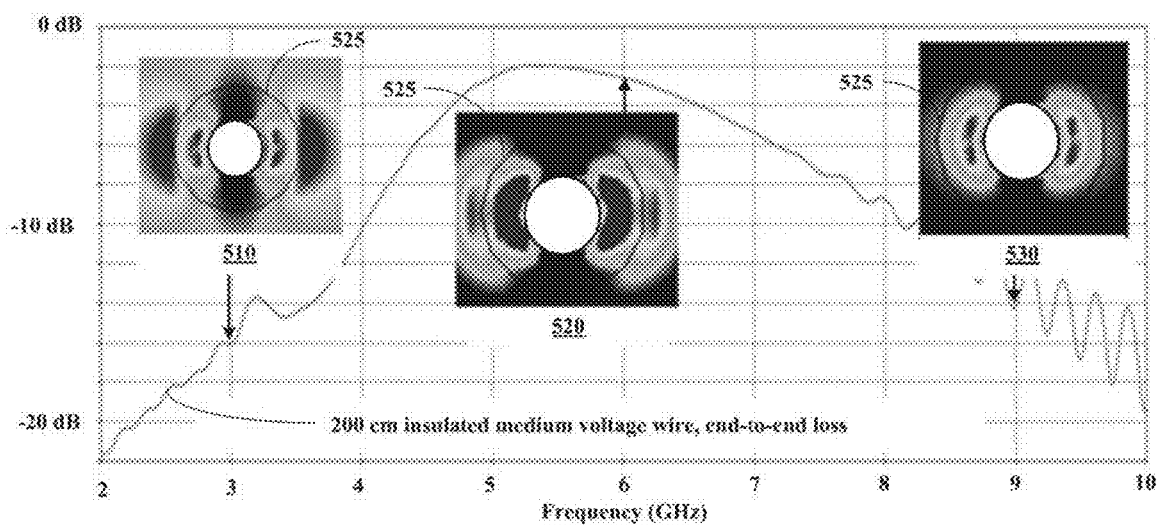 0 dB
525
525
525
-10 dB
510
520
530
-20 dB
200 cm insulated medium voltage wire, end-to-end loss
2 3 4 5 6 7 8 9 10
Frequency (GHz)